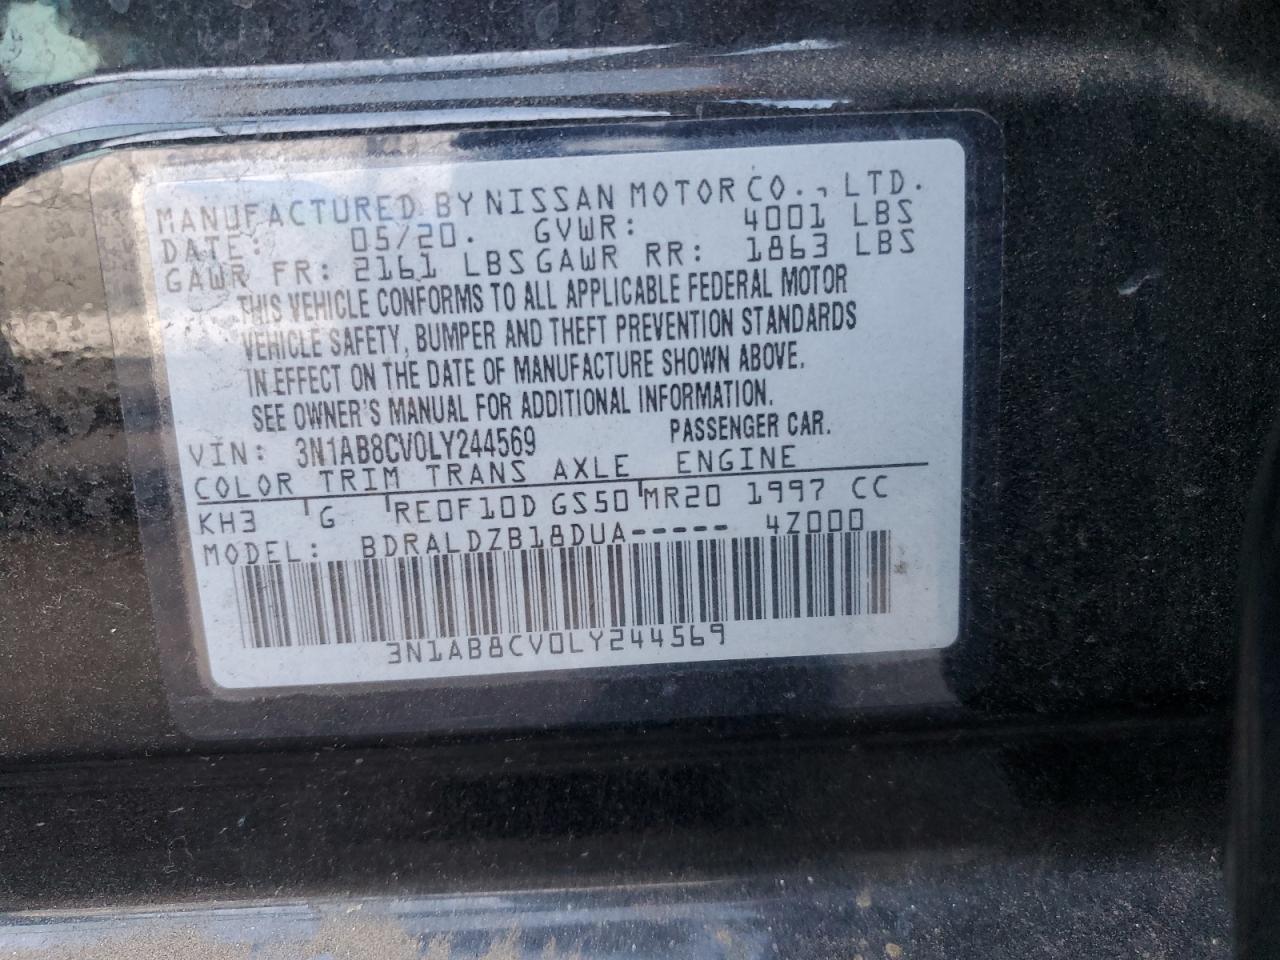 MANUFACTURED BY NISSAN MOTOR CO., LTD.
DATE: 05/20. GVWR: 4001 LBS
GAWR FR: 2161 LBS GAWR RR: 1863 LBS
THIS VEHICLE CONFORMS TO ALL APPLICABLE FEDERAL MOTOR
VEHICLE SAFETY, BUMPER AND THEFT PREVENTION STANDARDS
IN EFFECT ON THE DATE OF MANUFACTURE SHOWN ABOVE.
SEE OWNER'S MANUAL FOR ADDITIONAL INFORMATION.
VIN: 3N1AB8CV0LY244569 PASSENGER CAR.
COLOR TRIM TRANS AXLE ENGINE
KH3 G RE0F10D GS50 MR20 1997 CC
MODEL: BDRALDZB18DUA----- 4Z000
3N1AB8CV0LY244569